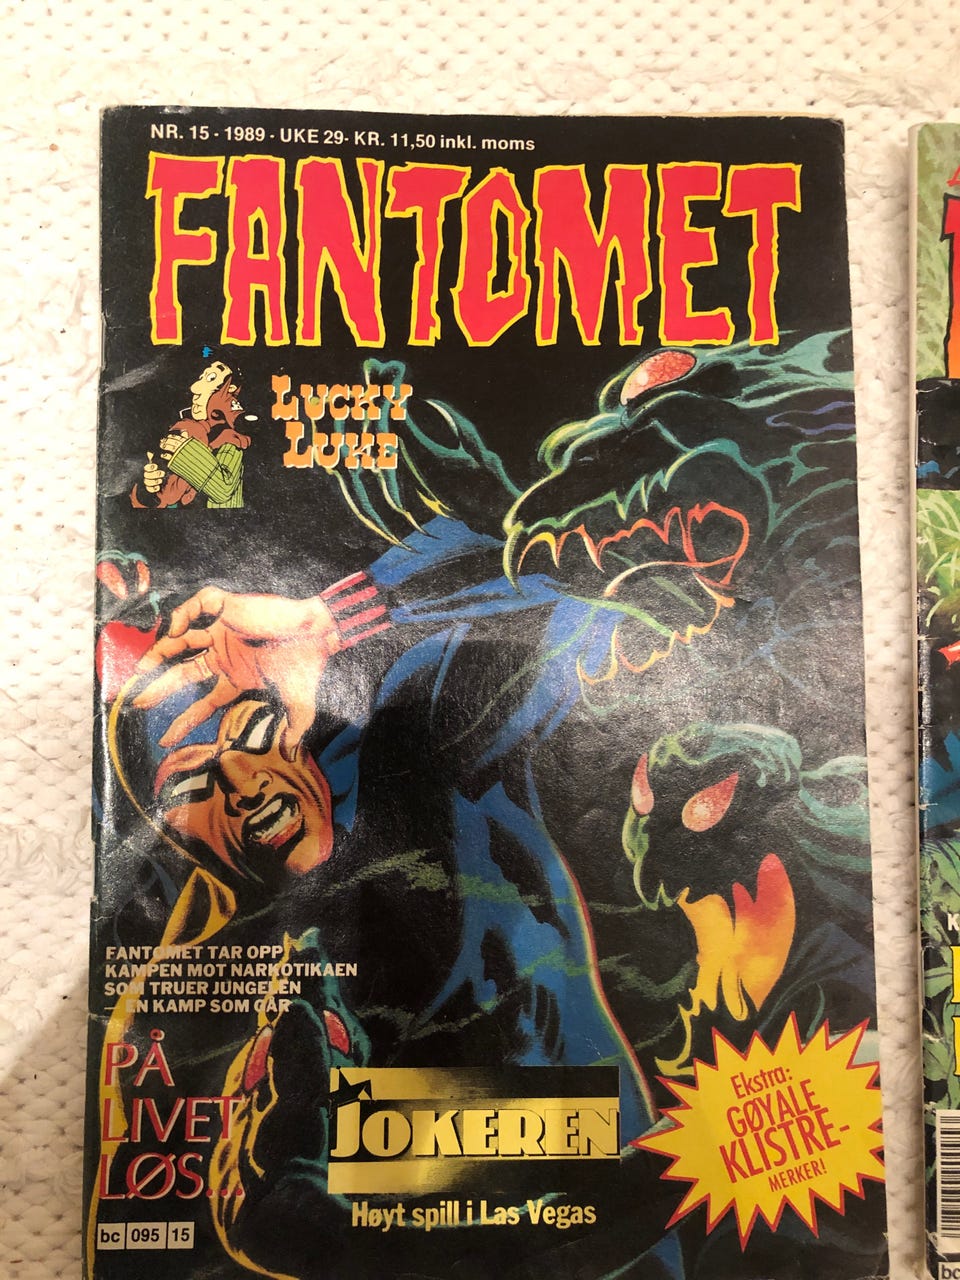 NR. 15 - 1989 - UKE 29- KR. 11,50 inkl. moms
FANTOMET
LUCKY
LUKE
FANTOMET TAR OPP
KAMPEN MOT NARKOTIKAEN
SOM TRUER JUNGELEN
— EN KAMP SOM GÅR
PÅ
LIVET
LØS...
JOKEREN
Høyt spill i Las Vegas
Ekstra:
GØYALE
KLISTRE-
MERKER!
bc 095 15
K
bc